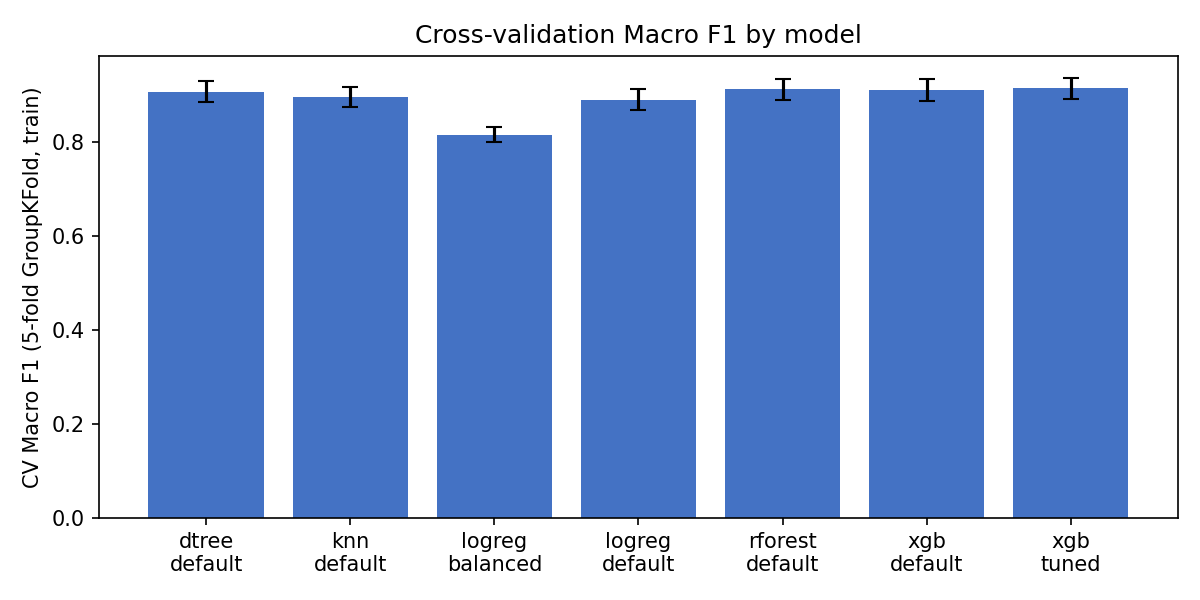 Cross-validation Macro F1 by model
CV Macro F1 (5-fold GroupKFold, train)
0.8
0.6
0.4
0.2
0.0
dtree default
knn default
logreg balanced
logreg default
rforest default
xgb default
xgb tuned